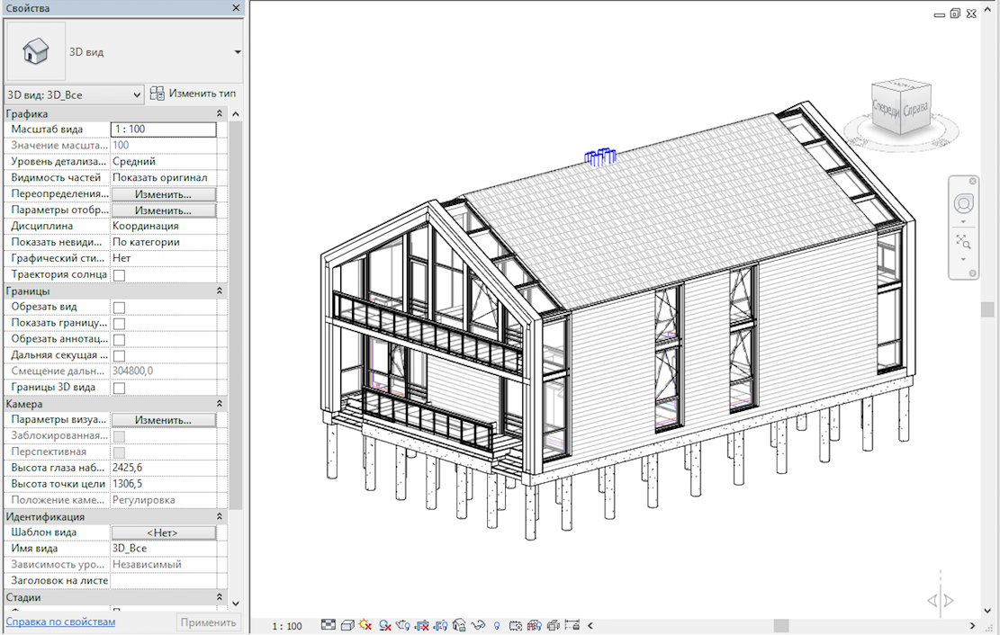 Свойства
3D вид
3D вид: 3D_Все
Изменить тип
Графика
Масштаб вида 1 : 100
Значение масшта... 100
Уровень детализа... Средний
Видимость частей Показать оригинал
Переопределения... Изменить...
Параметры отобр... Изменить...
Дисциплина Координация
Показать невиди... По категории
Графический сти... Нет
Траектория солнца
Границы
Обрезать вид
Показать границу...
Обрезать аннотац...
Дальняя секущая ...
Смещение дальн... 304800,0
Границы 3D вида
Камера
Параметры визуа... Изменить...
Заблокированная...
Перспективная
Высота глаза наб... 2425,6
Высота точки цели 1306,5
Положение каме... Регулировка
Идентификация
Шаблон вида <Нет>
Имя вида 3D_Все
Зависимость уро... Независимый
Заголовок на листе
Стадии
Справка по свойствам
Применить
Спереди
Справа
1 : 100